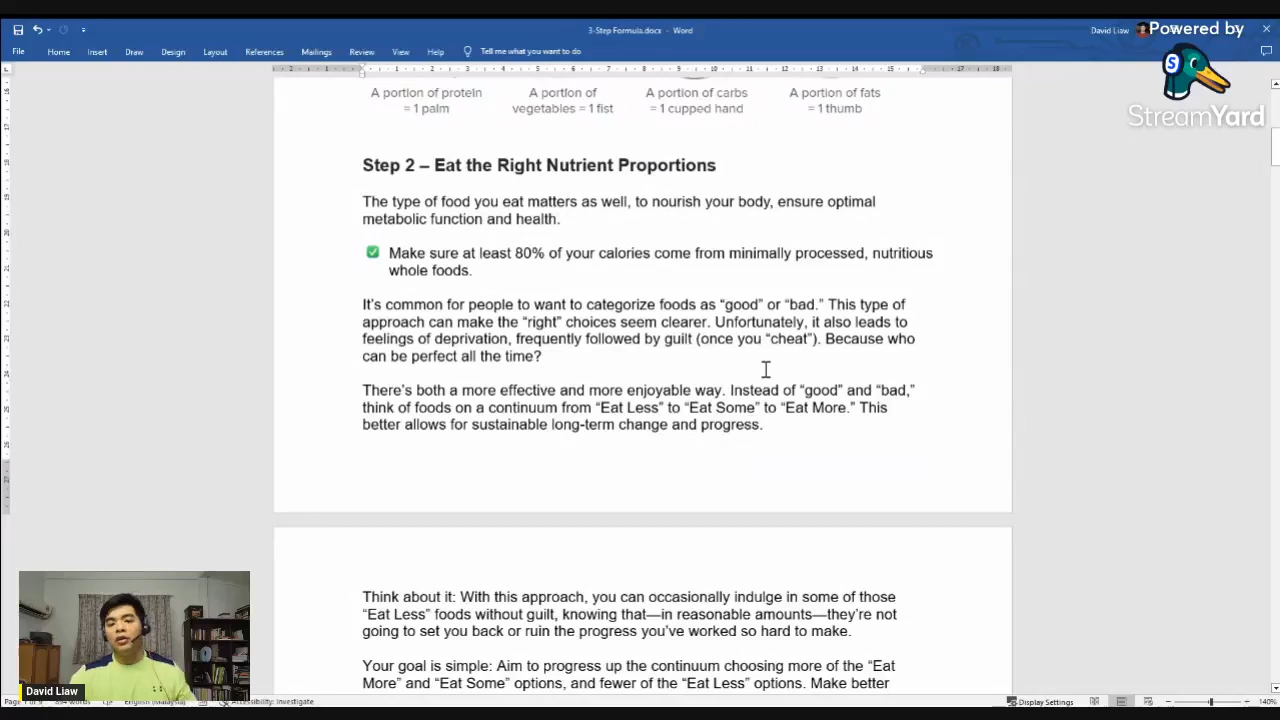 3-Step Formula.docx - Word
David Liaw
Powered by
StreamYard
File Home Insert Draw Design Layout References Mailings Review View Help Tell me what you want to do
A portion of protein
= 1 palm
A portion of
vegetables = 1 fist
A portion of carbs
= 1 cupped hand
A portion of fats
= 1 thumb
Step 2 – Eat the Right Nutrient Proportions
The type of food you eat matters as well, to nourish your body, ensure optimal
metabolic function and health.
Make sure at least 80% of your calories come from minimally processed, nutritious
whole foods.
It’s common for people to want to categorize foods as “good” or “bad.” This type of
approach can make the “right” choices seem clearer. Unfortunately, it also leads to
feelings of deprivation, frequently followed by guilt (once you “cheat”). Because who
can be perfect all the time?
There’s both a more effective and more enjoyable way. Instead of “good” and “bad,”
think of foods on a continuum from “Eat Less” to “Eat Some” to “Eat More.” This
better allows for sustainable long-term change and progress.
Think about it: With this approach, you can occasionally indulge in some of those
“Eat Less” foods without guilt, knowing that—in reasonable amounts—they’re not
going to set you back or ruin the progress you’ve worked so hard to make.
Your goal is simple: Aim to progress up the continuum choosing more of the “Eat
More” and “Eat Some” options, and fewer of the “Eat Less” options. Make better
David Liaw
Accessibility: Investigate
Display Settings
140%